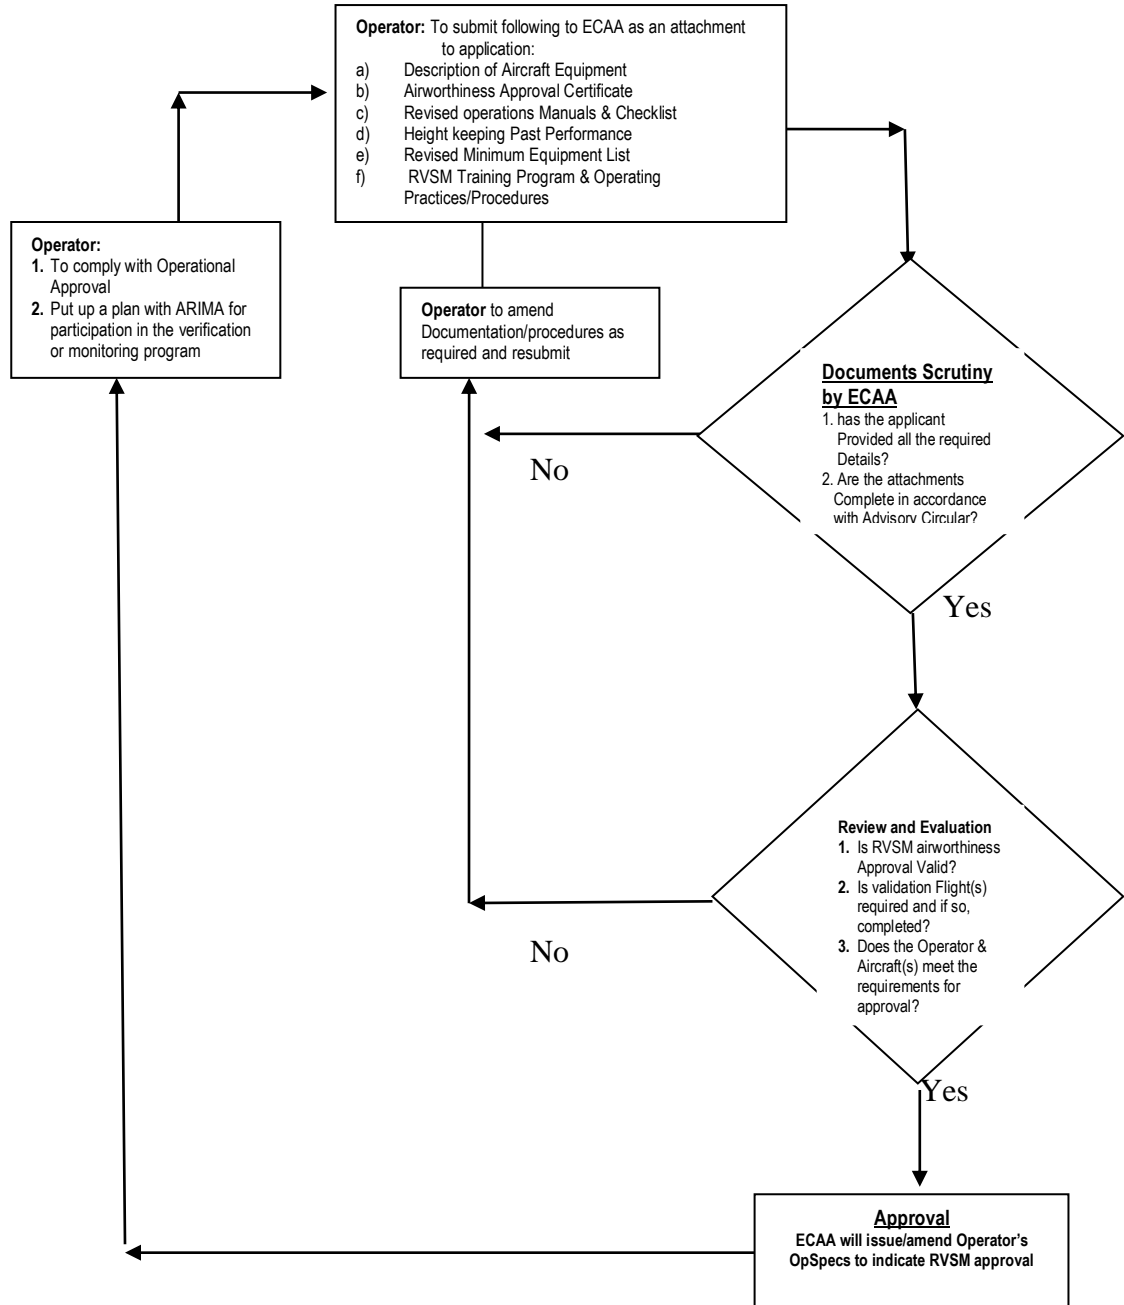 Operator: To submit following to ECAA as an attachment
to application:
a) Description of Aircraft Equipment
b) Airworthiness Approval Certificate
c) Revised operations Manuals & Checklist
d) Height keeping Past Performance
e) Revised Minimum Equipment List
f) RVSM Training Program & Operating
Practices/Procedures
Operator:
1. To comply with Operational
Approval
2. Put up a plan with ARIMA for
participation in the verification
or monitoring program
Operator to amend
Documentation/procedures as
required and resubmit
Documents Scrutiny
by ECAA
1. has the applicant
Provided all the required
Details?
2. Are the attachments
Complete in accordance
with Advisory Circular?
No
Yes
Review and Evaluation
1. Is RVSM airworthiness
Approval Valid?
2. Is validation Flight(s)
required and if so,
completed?
3. Does the Operator &
Aircraft(s) meet the
requirements for
approval?
No
Yes
Approval
ECAA will issue/amend Operator's
OpSpecs to indicate RVSM approval